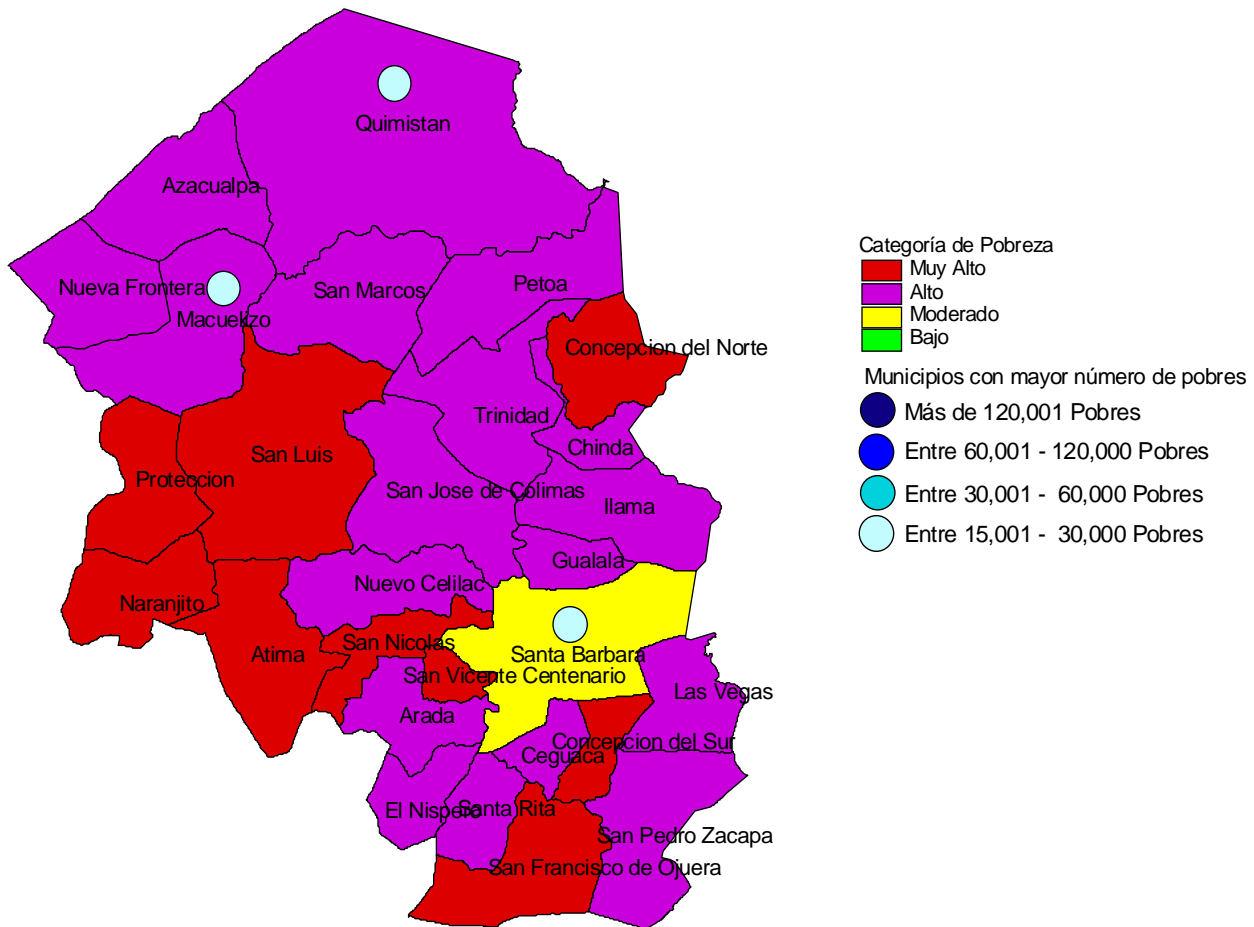 Quimistan
Azacualpa
Nueva Frontera
Macuelizo
San Marcos
Petoa
Concepcion del Norte
Trinidad
Chinda
San Luis
Proteccion
San Jose de Colimas
Ilama
Gualala
Nuevo Celilac
Naranjito
San Nicolas
Atima
Santa Barbara
San Vicente Centenario
Las Vegas
Arada
Concepcion del Sur
Ceguaca
El Nispero
Santa Rita
San Pedro Zacapa
San Francisco de Ojuera
Categoría de Pobreza
Muy Alto
Alto
Moderado
Bajo
Municipios con mayor número de pobres
Más de 120,001 Pobres
Entre 60,001 - 120,000 Pobres
Entre 30,001 - 60,000 Pobres
Entre 15,001 - 30,000 Pobres